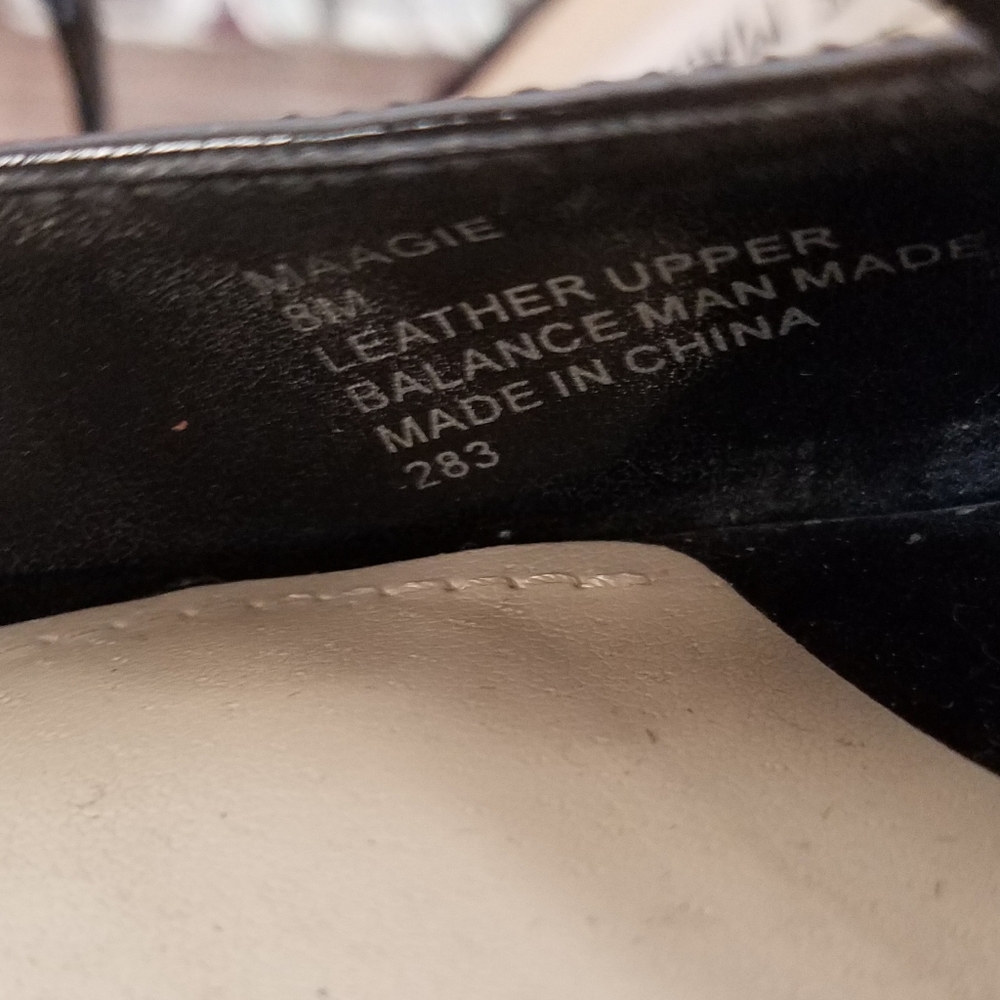 MAAGIE
8M
LEATHER UPPER
BALANCE MAN MADE
MADE IN CHINA
283